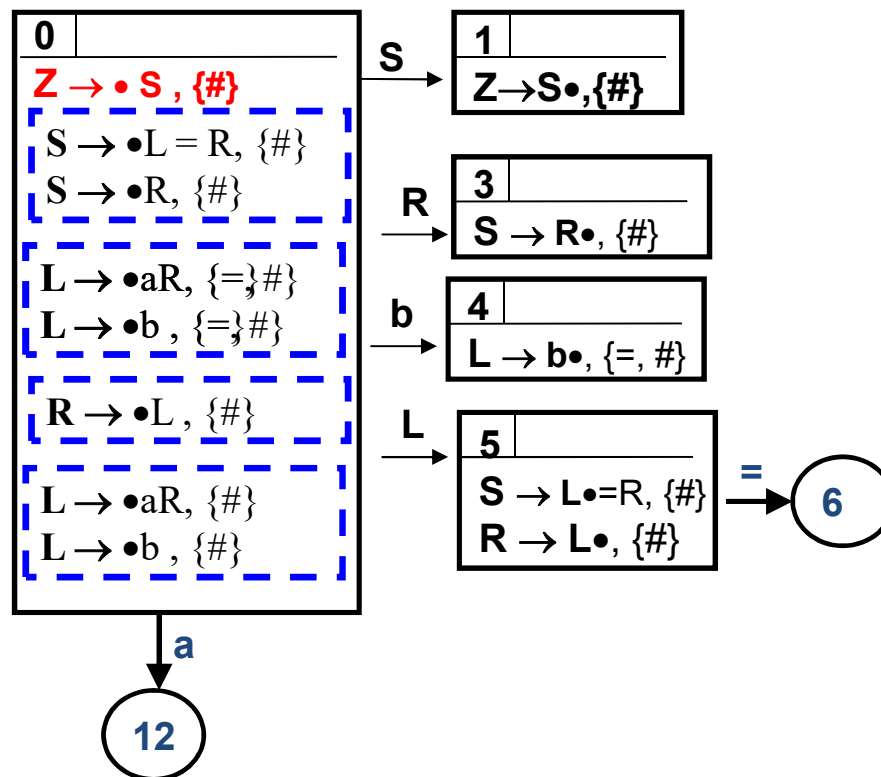 0
Z → • S , {#}
S → •L = R, {#}
S → •R, {#}
L → •aR, {=},#}
L → •b , {=},#}
R → •L , {#}
L → •aR, {#}
L → •b , {#}
a
12
S
1
Z→S•,{#}
R
3
S → R•, {#}
b
4
L → b•, {=, #}
L
5
S → L•=R, {#}
R → L•, {#}
=
6